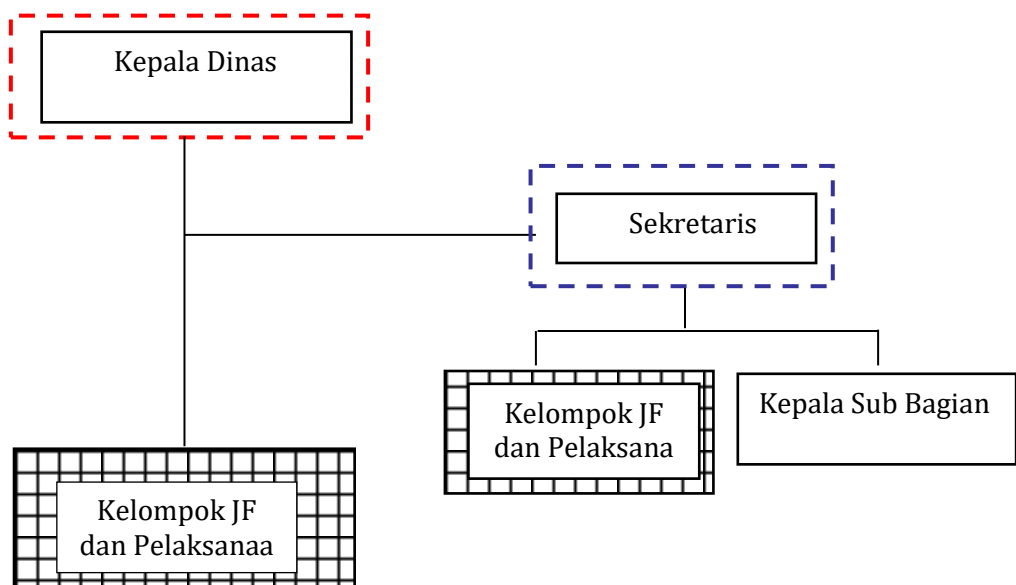 Kepala Dinas
Sekretaris
Kelompok JF
dan Pelaksana
Kepala Sub Bagian
Kelompok JF
dan Pelaksanaa